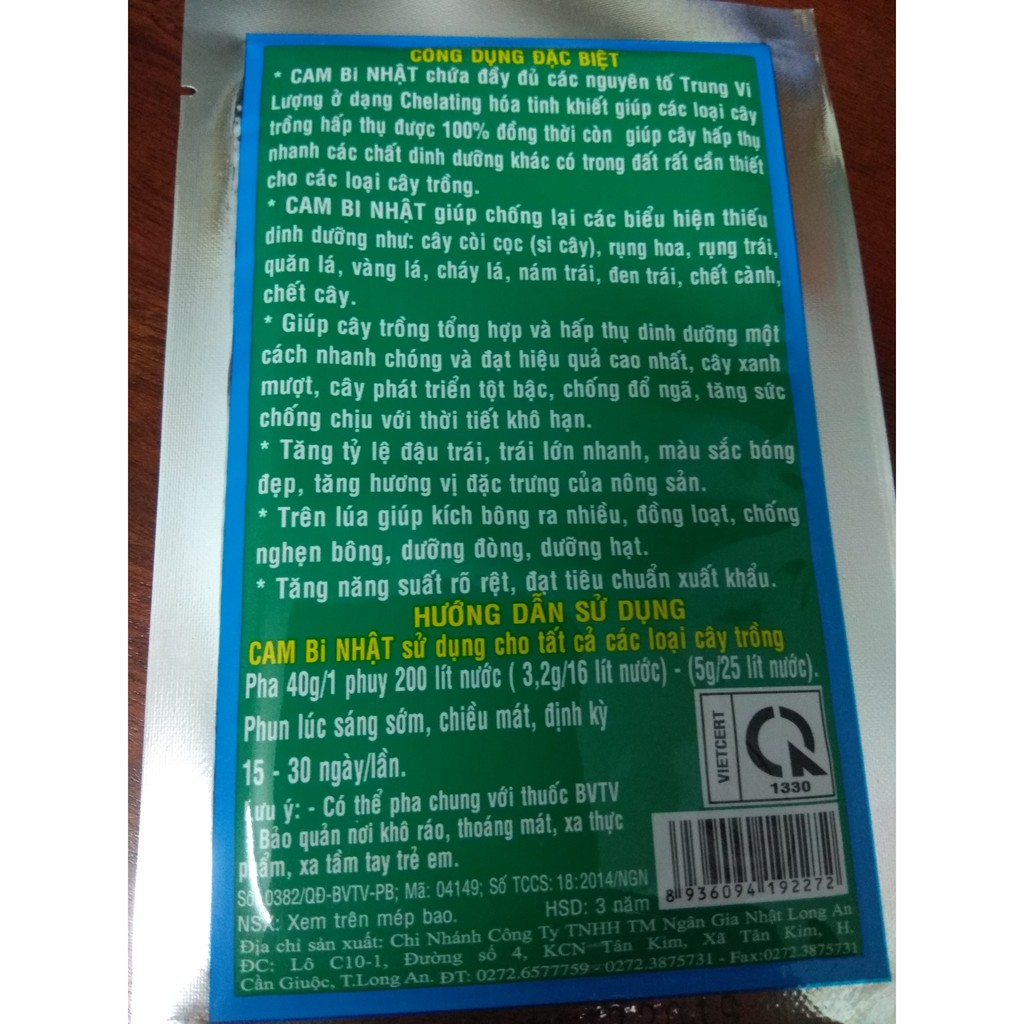 CÔNG DỤNG ĐẶC BIỆT
* CAM Bi NHẬT chứa đầy đủ các nguyên tố Trung Vi
Lượng ở dạng Chelating hóa tinh khiết giúp các loại cây
trồng hấp thụ được 100% đồng thời còn giúp cây hấp thụ
nhanh các chất dinh dưỡng khác có trong đất rất cần thiết
cho các loại cây trồng.
* CAM BI NHẬT giúp chống lại các biểu hiện thiếu
dinh dưỡng như: cây còi cọc (si cây), rụng hoa, rụng trái,
quăn lá, vàng lá, cháy lá, nám trái, đen trái, chết cành,
chết cây.
* Giúp cây trồng tổng hợp và hấp thụ dinh dưỡng một
cách nhanh chóng và đạt hiệu quả cao nhất, cây xanh
mượt, cây phát triển tột bậc, chống đổ ngã, tăng sức
chống chịu với thời tiết khô hạn.
* Tăng tỷ lệ đậu trái, trái lớn nhanh, màu sắc bóng
đẹp, tăng hương vị đặc trưng của nông sản.
* Trên lúa giúp kích bông ra nhiều, đồng loạt, chống
nghẹn bông, dưỡng đòng, dưỡng hạt.
* Tăng năng suất rõ rệt, đạt tiêu chuẩn xuất khẩu.
HƯỚNG DẪN SỬ DỤNG
CAM Bi NHẬT sử dụng cho tất cả các loại cây trồng
Pha 40g/1 phuy 200 lít nước ( 3,2g/16 lít nước) - (5g/25 lít nước).
Phun lúc sáng sớm, chiều mát, định kỳ
15 - 30 ngày/lần.
Lưu ý: - Có thể pha chung với thuốc BVTV
- Bảo quản nơi khô ráo, thoáng mát, xa thực
phẩm, xa tầm tay trẻ em.
VIETCERT
1330
Số: 0382/QĐ-BVTV-PB; Mã: 04149; Số TCCS: 18:2014/NGN
NSX: Xem trên mép bao. HSD: 3 năm
8 936094 192272
Địa chỉ sản xuất: Chi Nhánh Công Ty TNHH TM Ngân Gia Nhật Long An
ĐC: Lô C10-1, Đường số 4, KCN Tân Kim, Xã Tân Kim, H.
Cần Giuộc, T.Long An. ĐT: 0272.6577759 - 0272.3875731 - Fax:0272.3875731